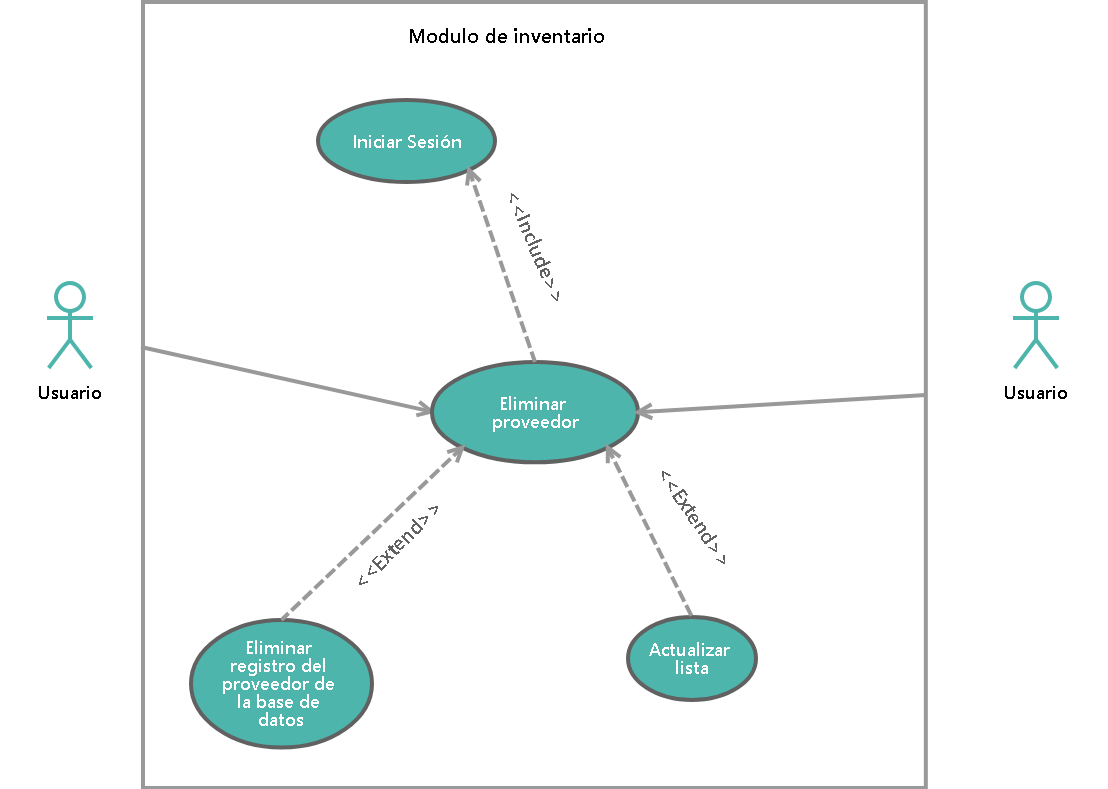 Modulo de inventario
Iniciar Sesión
<<Include>>
Usuario
Usuario
Eliminar
proveedor
<<Extend>>
<<Extend>>
Eliminar
registro del
proveedor de
la base de
datos
Actualizar
lista